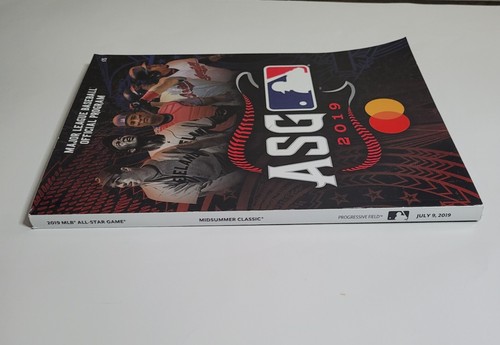 MAJOR LEAGUE BASEBALL
OFFICIAL PROGRAM
ASG
2019
2019 MLB® ALL-STAR GAME® MIDSUMMER CLASSIC® PROGRESSIVE FIELD® JULY 9, 2019